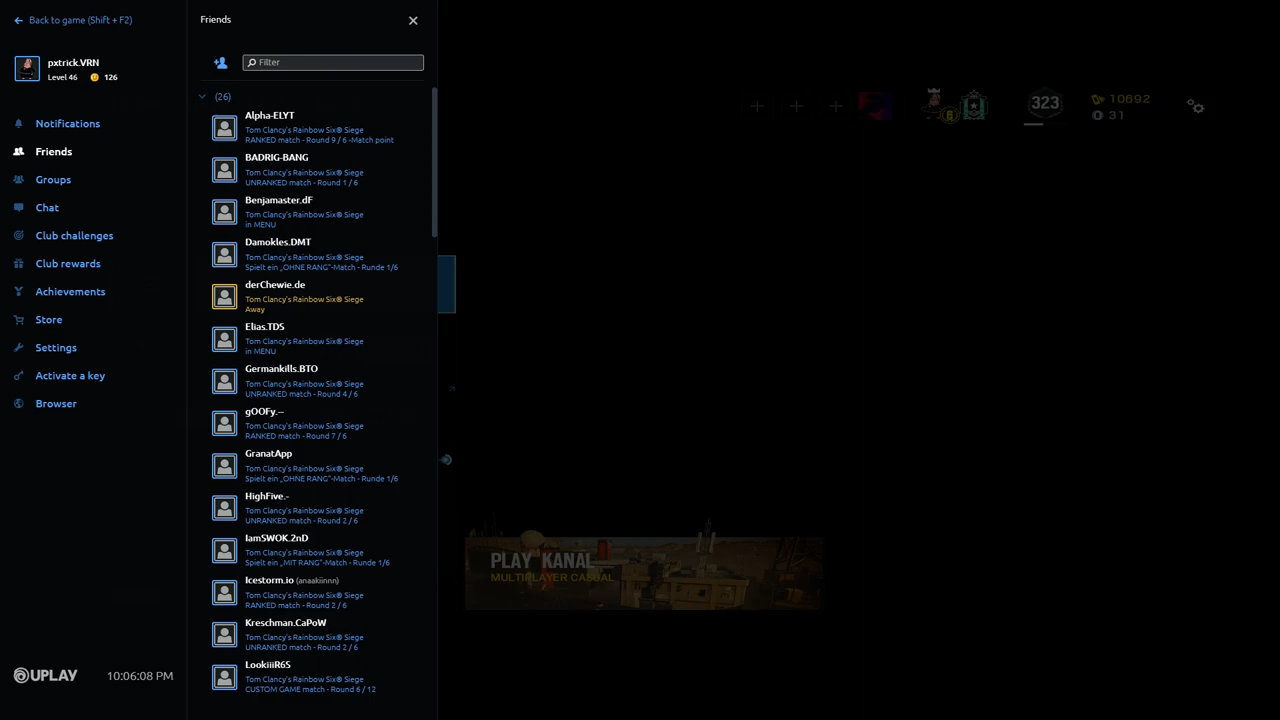 Back to game (Shift + F2)
pxtrick.VRN
Level 46 126
Notifications
Friends
Groups
Chat
Club challenges
Club rewards
Achievements
Store
Settings
Activate a key
Browser
UPLAY 10:06:08 PM
Friends
Filter
(26)
Alpha-ELYT
Tom Clancy's Rainbow Six® Siege
RANKED match - Round 9 / 6 -Match point
BADRIG-BANG
Tom Clancy's Rainbow Six® Siege
UNRANKED match - Round 1 / 6
Benjamaster.dF
Tom Clancy's Rainbow Six® Siege
in MENU
Damokles.DMT
Tom Clancy's Rainbow Six® Siege
Spielt ein „OHNE RANG"-Match - Runde 1/6
derChewie.de
Tom Clancy's Rainbow Six® Siege
Away
Elias.TDS
Tom Clancy's Rainbow Six® Siege
in MENU
Germankills.BTO
Tom Clancy's Rainbow Six® Siege
UNRANKED match - Round 4 / 6
gOOFy.--
Tom Clancy's Rainbow Six® Siege
RANKED match - Round 7 / 6
GranatApp
Tom Clancy's Rainbow Six® Siege
Spielt ein „OHNE RANG"-Match - Runde 1/6
HighFive.-
Tom Clancy's Rainbow Six® Siege
UNRANKED match - Round 2 / 6
IamSWOK.2nD
Tom Clancy's Rainbow Six® Siege
Spielt ein „MIT RANG"-Match - Runde 1/6
Icestorm.io (anaakiinnn)
Tom Clancy's Rainbow Six® Siege
RANKED match - Round 2 / 6
Kreschman.CaPoW
Tom Clancy's Rainbow Six® Siege
UNRANKED match - Round 2 / 6
LookiiiR6S
Tom Clancy's Rainbow Six® Siege
CUSTOM GAME match - Round 6 / 12
323
10692
31
PLAY KANAL
MULTIPLAYER CASUAL